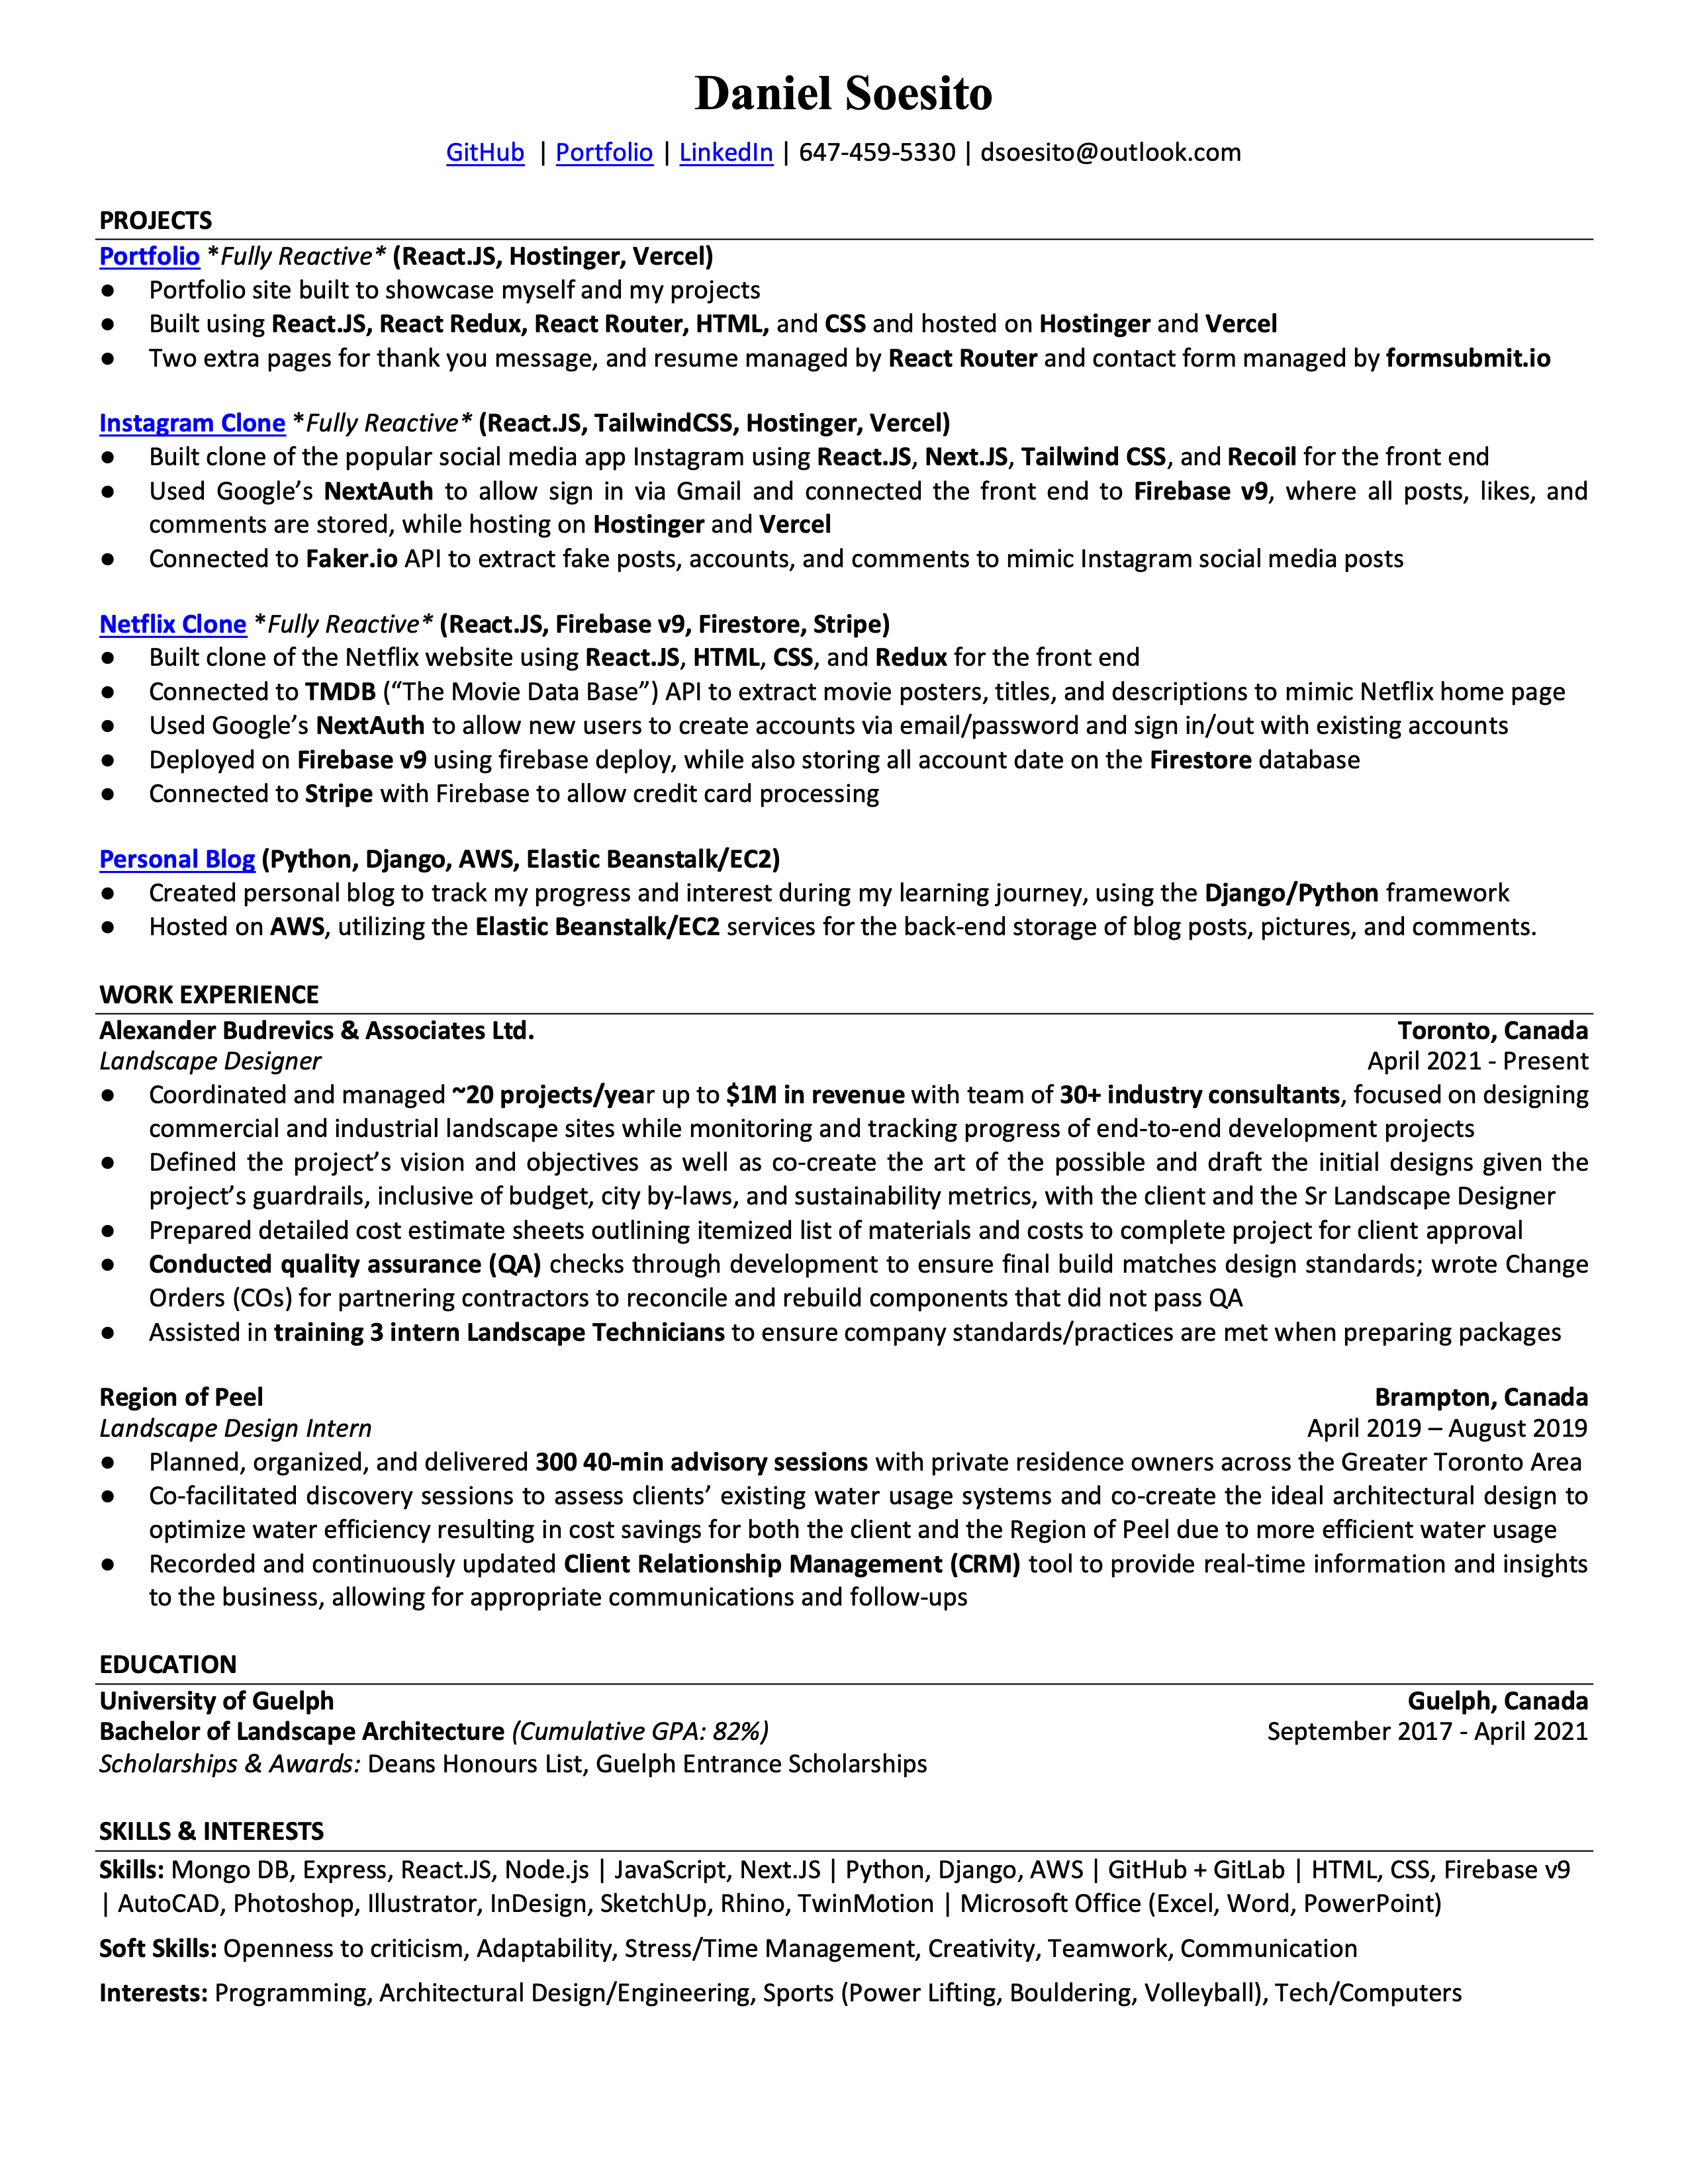 Daniel Soesito
GitHub | Portfolio | LinkedIn | 647-459-5330 | dsoesito@outlook.com
PROJECTS
Portfolio *Fully Reactive* (React.JS, Hostinger, Vercel)
● Portfolio site built to showcase myself and my projects
● Built using React.JS, React Redux, React Router, HTML, and CSS and hosted on Hostinger and Vercel
● Two extra pages for thank you message, and resume managed by React Router and contact form managed by formsubmit.io
Instagram Clone *Fully Reactive* (React.JS, TailwindCSS, Hostinger, Vercel)
● Built clone of the popular social media app Instagram using React.JS, Next.JS, Tailwind CSS, and Recoil for the front end
● Used Google’s NextAuth to allow sign in via Gmail and connected the front end to Firebase v9, where all posts, likes, and
comments are stored, while hosting on Hostinger and Vercel
● Connected to Faker.io API to extract fake posts, accounts, and comments to mimic Instagram social media posts
Netflix Clone *Fully Reactive* (React.JS, Firebase v9, Firestore, Stripe)
● Built clone of the Netflix website using React.JS, HTML, CSS, and Redux for the front end
● Connected to TMDB (“The Movie Data Base”) API to extract movie posters, titles, and descriptions to mimic Netflix home page
● Used Google’s NextAuth to allow new users to create accounts via email/password and sign in/out with existing accounts
● Deployed on Firebase v9 using firebase deploy, while also storing all account date on the Firestore database
● Connected to Stripe with Firebase to allow credit card processing
Personal Blog (Python, Django, AWS, Elastic Beanstalk/EC2)
● Created personal blog to track my progress and interest during my learning journey, using the Django/Python framework
● Hosted on AWS, utilizing the Elastic Beanstalk/EC2 services for the back-end storage of blog posts, pictures, and comments.
WORK EXPERIENCE
Alexander Budrevics & Associates Ltd. Toronto, Canada
Landscape Designer April 2021 - Present
● Coordinated and managed ~20 projects/year up to $1M in revenue with team of 30+ industry consultants, focused on designing
commercial and industrial landscape sites while monitoring and tracking progress of end-to-end development projects
● Defined the project’s vision and objectives as well as co-create the art of the possible and draft the initial designs given the
project’s guardrails, inclusive of budget, city by-laws, and sustainability metrics, with the client and the Sr Landscape Designer
● Prepared detailed cost estimate sheets outlining itemized list of materials and costs to complete project for client approval
● Conducted quality assurance (QA) checks through development to ensure final build matches design standards; wrote Change
Orders (COs) for partnering contractors to reconcile and rebuild components that did not pass QA
● Assisted in training 3 intern Landscape Technicians to ensure company standards/practices are met when preparing packages
Region of Peel Brampton, Canada
Landscape Design Intern April 2019 – August 2019
● Planned, organized, and delivered 300 40-min advisory sessions with private residence owners across the Greater Toronto Area
● Co-facilitated discovery sessions to assess clients’ existing water usage systems and co-create the ideal architectural design to
optimize water efficiency resulting in cost savings for both the client and the Region of Peel due to more efficient water usage
● Recorded and continuously updated Client Relationship Management (CRM) tool to provide real-time information and insights
to the business, allowing for appropriate communications and follow-ups
EDUCATION
University of Guelph Guelph, Canada
Bachelor of Landscape Architecture (Cumulative GPA: 82%) September 2017 - April 2021
Scholarships & Awards: Deans Honours List, Guelph Entrance Scholarships
SKILLS & INTERESTS
Skills: Mongo DB, Express, React.JS, Node.js | JavaScript, Next.JS | Python, Django, AWS | GitHub + GitLab | HTML, CSS, Firebase v9
| AutoCAD, Photoshop, Illustrator, InDesign, SketchUp, Rhino, TwinMotion | Microsoft Office (Excel, Word, PowerPoint)
Soft Skills: Openness to criticism, Adaptability, Stress/Time Management, Creativity, Teamwork, Communication
Interests: Programming, Architectural Design/Engineering, Sports (Power Lifting, Bouldering, Volleyball), Tech/Computers